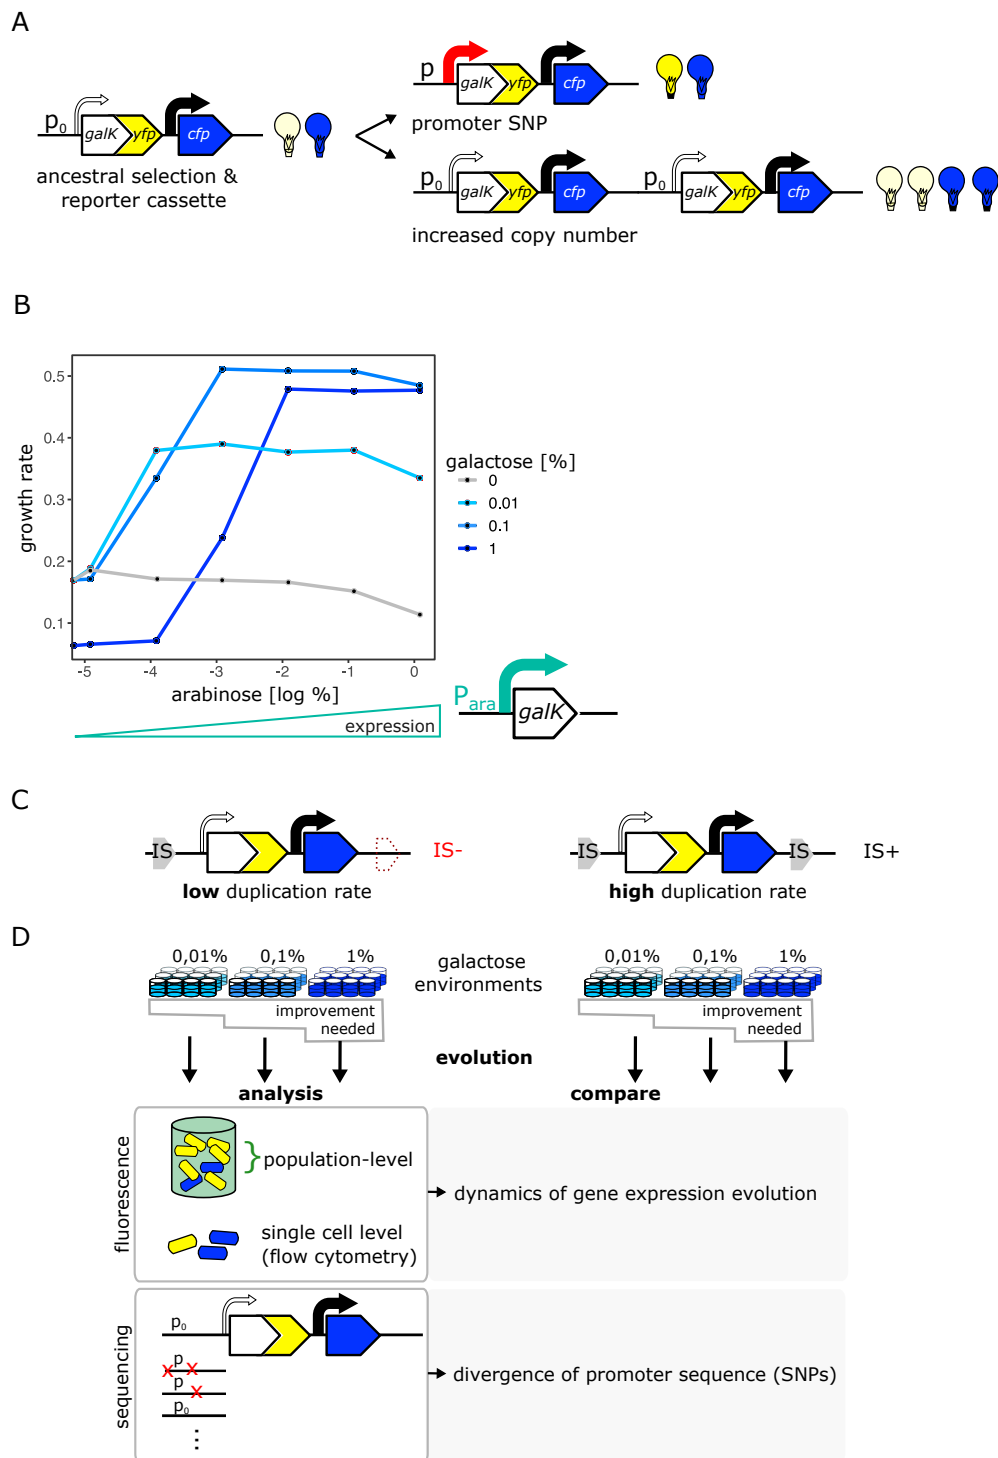 A
p0
galK
yfp
cfp
ancestral selection &
reporter cassette
p
galK
yfp
cfp
promoter SNP
p0
galK
yfp
cfp
p0
galK
yfp
cfp
increased copy number
B
growth rate
0.5
0.4
0.3
0.2
0.1
-5
-4
-3
-2
-1
0
arabinose [log %]
expression
galactose [%]
0
0.01
0.1
1
Para
galK
C
IS
IS-
low duplication rate
IS
IS
IS+
high duplication rate
D
0,01%
0,1%
1%
galactose
environments
0,01%
0,1%
1%
improvement
needed
improvement
needed
evolution
analysis
compare
fluorescence
population-level
single cell level
(flow cytometry)
dynamics of gene expression evolution
sequencing
p0
p
x x
p
x
p0
...
divergence of promoter sequence (SNPs)